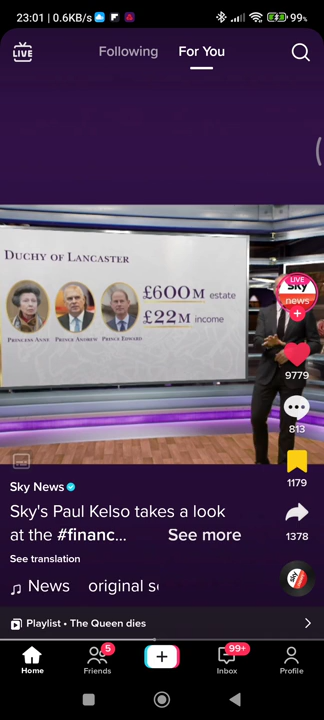 23:01 | 0.6KB/s
99%
LIVE
Following
For You
DUCHY OF LANCASTER
£600M estate
£22M income
PRINCESS ANNE PRINCE ANDREW PRINCE EDWARD
LIVE
sky
news
9779
813
1179
1378
Sky News
Sky's Paul Kelso takes a look
at the #financ... See more
See translation
News original so
Playlist • The Queen dies
5
99+
Home
Friends
Inbox
Profile